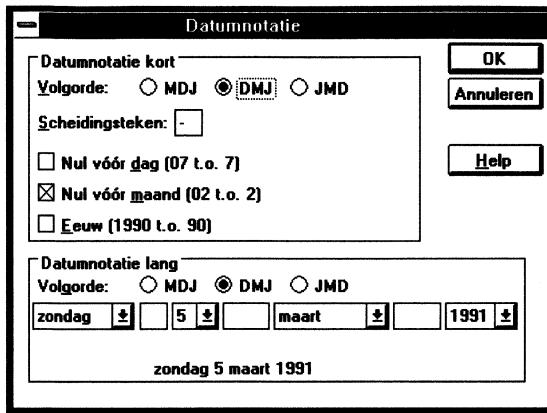 Datumnotatie
Datumnotatie kort
Volgorde: MDJ DMJ JMD
Scheidingsteken: -
Nul vóór dag (07 t.o. 7)
Nul vóór maand (02 t.o. 2)
Eeuw (1990 t.o. 90)
OK
Annuleren
Help
Datumnotatie lang
Volgorde: MDJ DMJ JMD
zondag 5 maart 1991
zondag 5 maart 1991